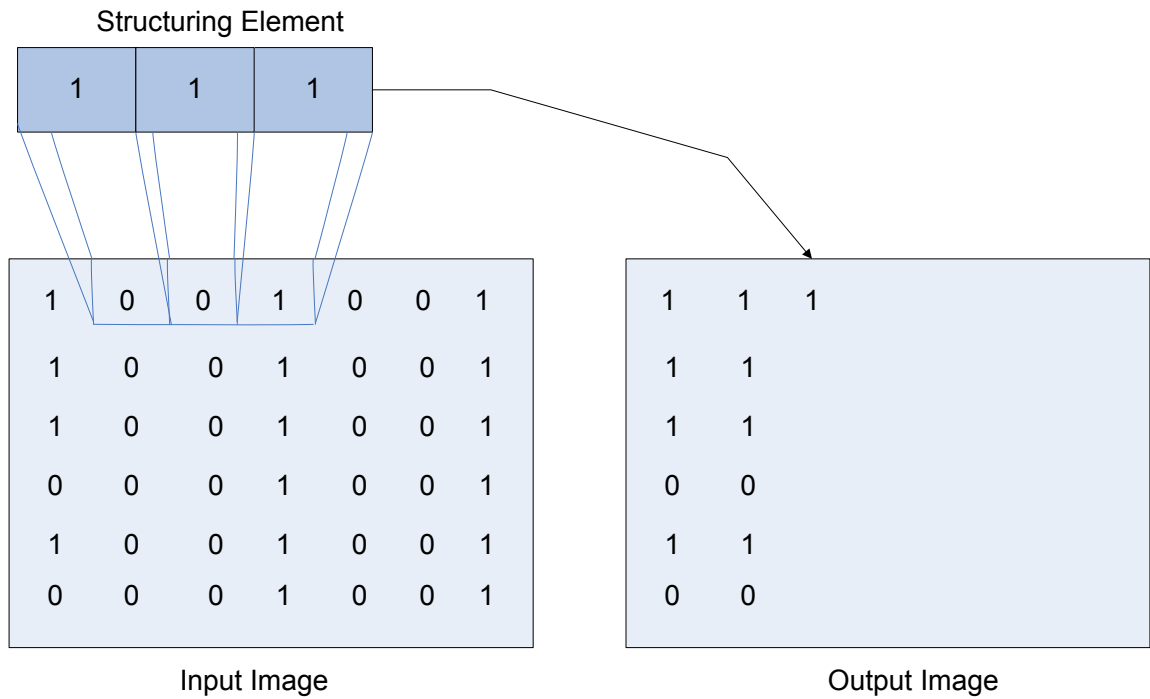 Structuring Element
1 1 1
1 0 0 1 0 0 1
1 0 0 1 0 0 1
1 0 0 1 0 0 1
0 0 0 1 0 0 1
1 0 0 1 0 0 1
0 0 0 1 0 0 1
Input Image
1 1 1
1 1
1 1
0 0
1 1
0 0
Output Image